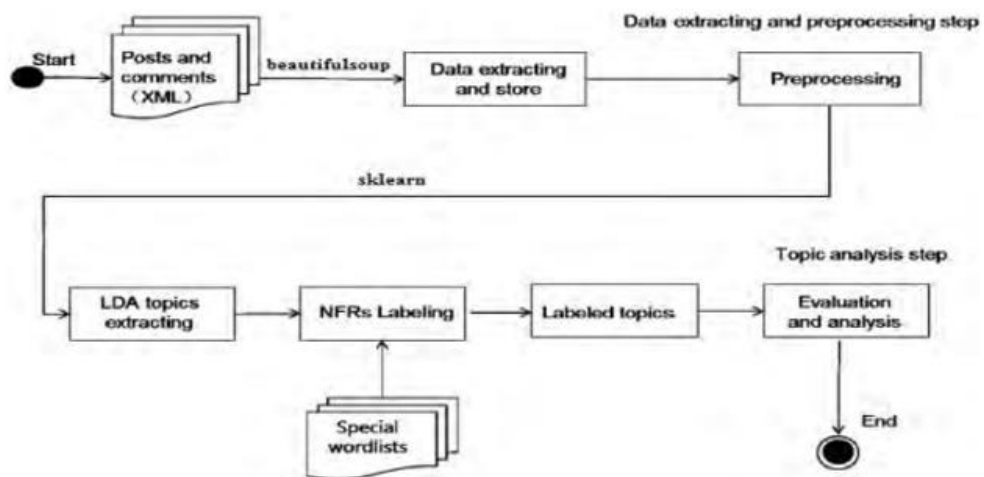 Data extracting and preprocessing step
Start
Posts and
comments
(XML)
beautifulsoup
Data extracting
and store
Preprocessing
sklearn
Topic analysis step
LDA topics
extracting
NFRs Labeling
Labeled topics
Evaluation
and analysis
Special
wordlists
End